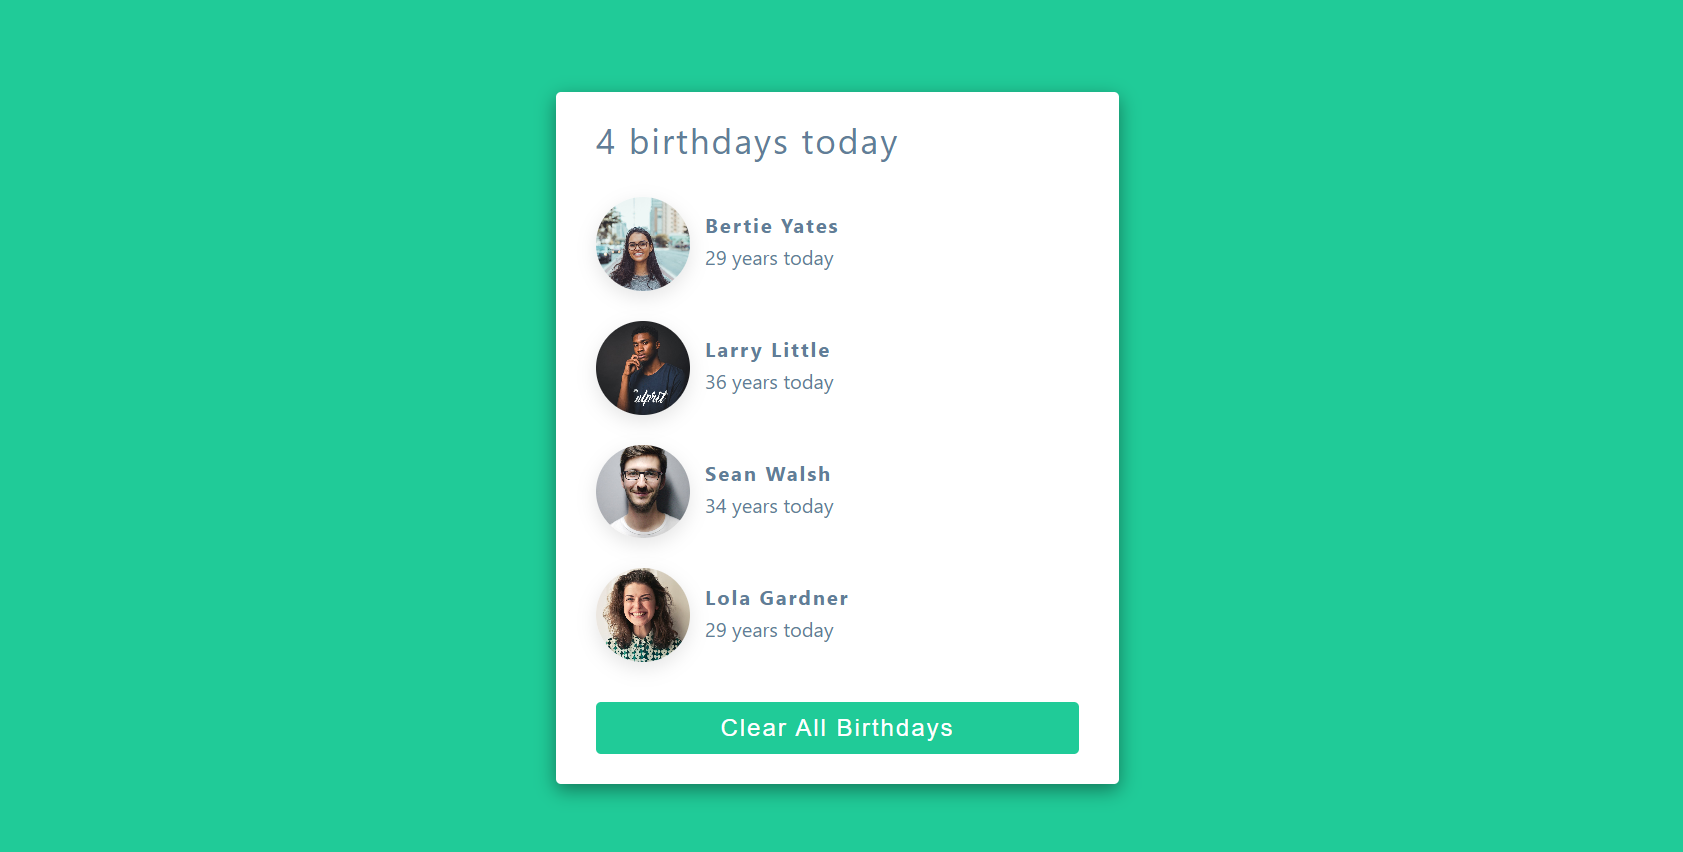 4 birthdays today
Bertie Yates
29 years today
Larry Little
36 years today
Culprit
Sean Walsh
34 years today
Lola Gardner
29 years today
Clear All Birthdays